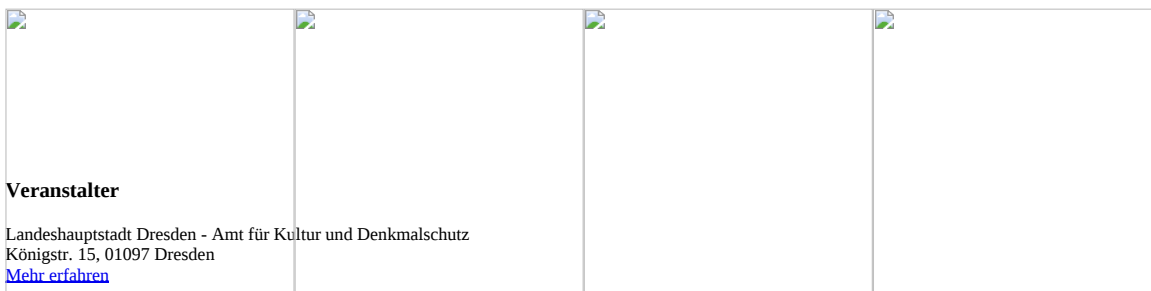 Veranstalter
Landeshauptstadt Dresden - Amt für Kultur und Denkmalschutz
Königstr. 15, 01097 Dresden
Mehr erfahren